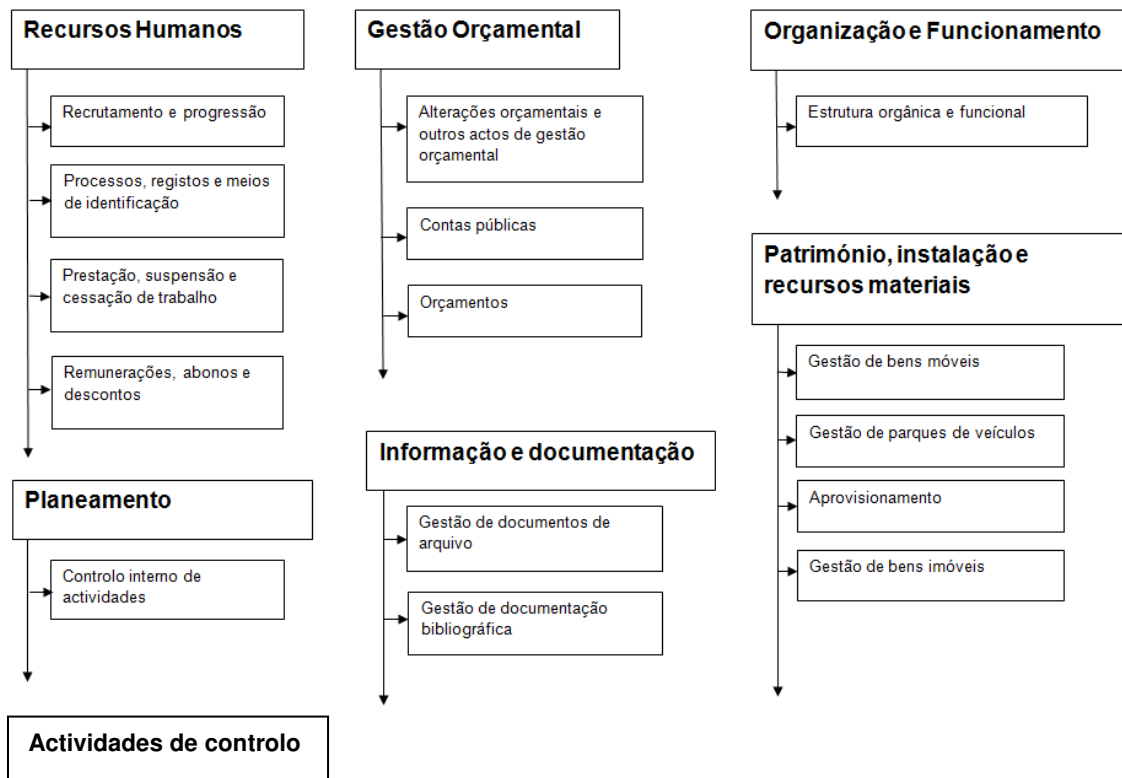 Recursos Humanos
Recrutamento e progressão
Processos, registos e meios
de identificação
Prestação, suspensão e
cessação de trabalho
Remunerações, abonos e
descontos
Planeamento
Controlo interno de
actividades
Actividades de controlo
Gestão Orçamental
Alterações orçamentais e
outros actos de gestão
orçamental
Contas públicas
Orçamentos
Informação e documentação
Gestão de documentos de
arquivo
Gestão de documentação
bibliográfica
Organização e Funcionamento
Estrutura orgânica e funcional
Património, instalação e
recursos materiais
Gestão de bens móveis
Gestão de parques de veículos
Aprovisionamento
Gestão de bens imóveis